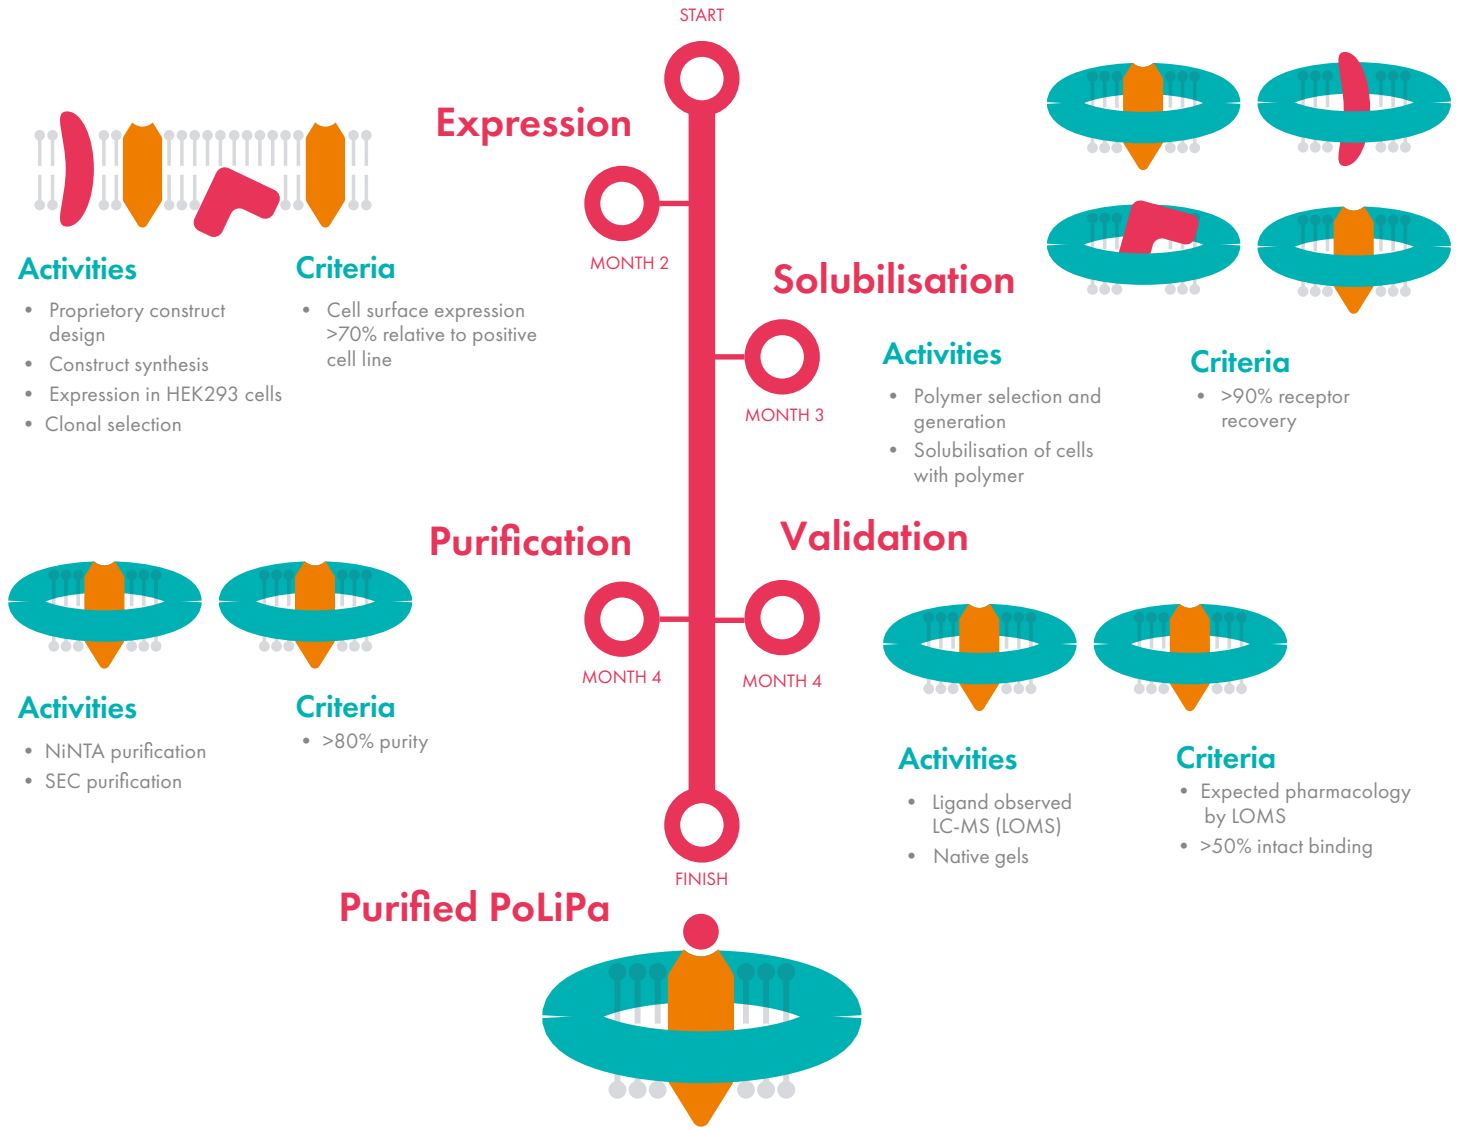 START
Expression
MONTH 2
Activities
• Proprietory construct
design
• Construct synthesis
• Expression in HEK293 cells
• Clonal selection
Criteria
• Cell surface expression
>70% relative to positive
cell line
Solubilisation
MONTH 3
Activities
• Polymer selection and
generation
• Solubilisation of cells
with polymer
Criteria
• >90% receptor
recovery
Purification
MONTH 4
Activities
• NiNTA purification
• SEC purification
Criteria
• >80% purity
Validation
MONTH 4
Activities
• Ligand observed
LC-MS (LOMS)
• Native gels
Criteria
• Expected pharmacology
by LOMS
• >50% intact binding
FINISH
Purified PoLiPa